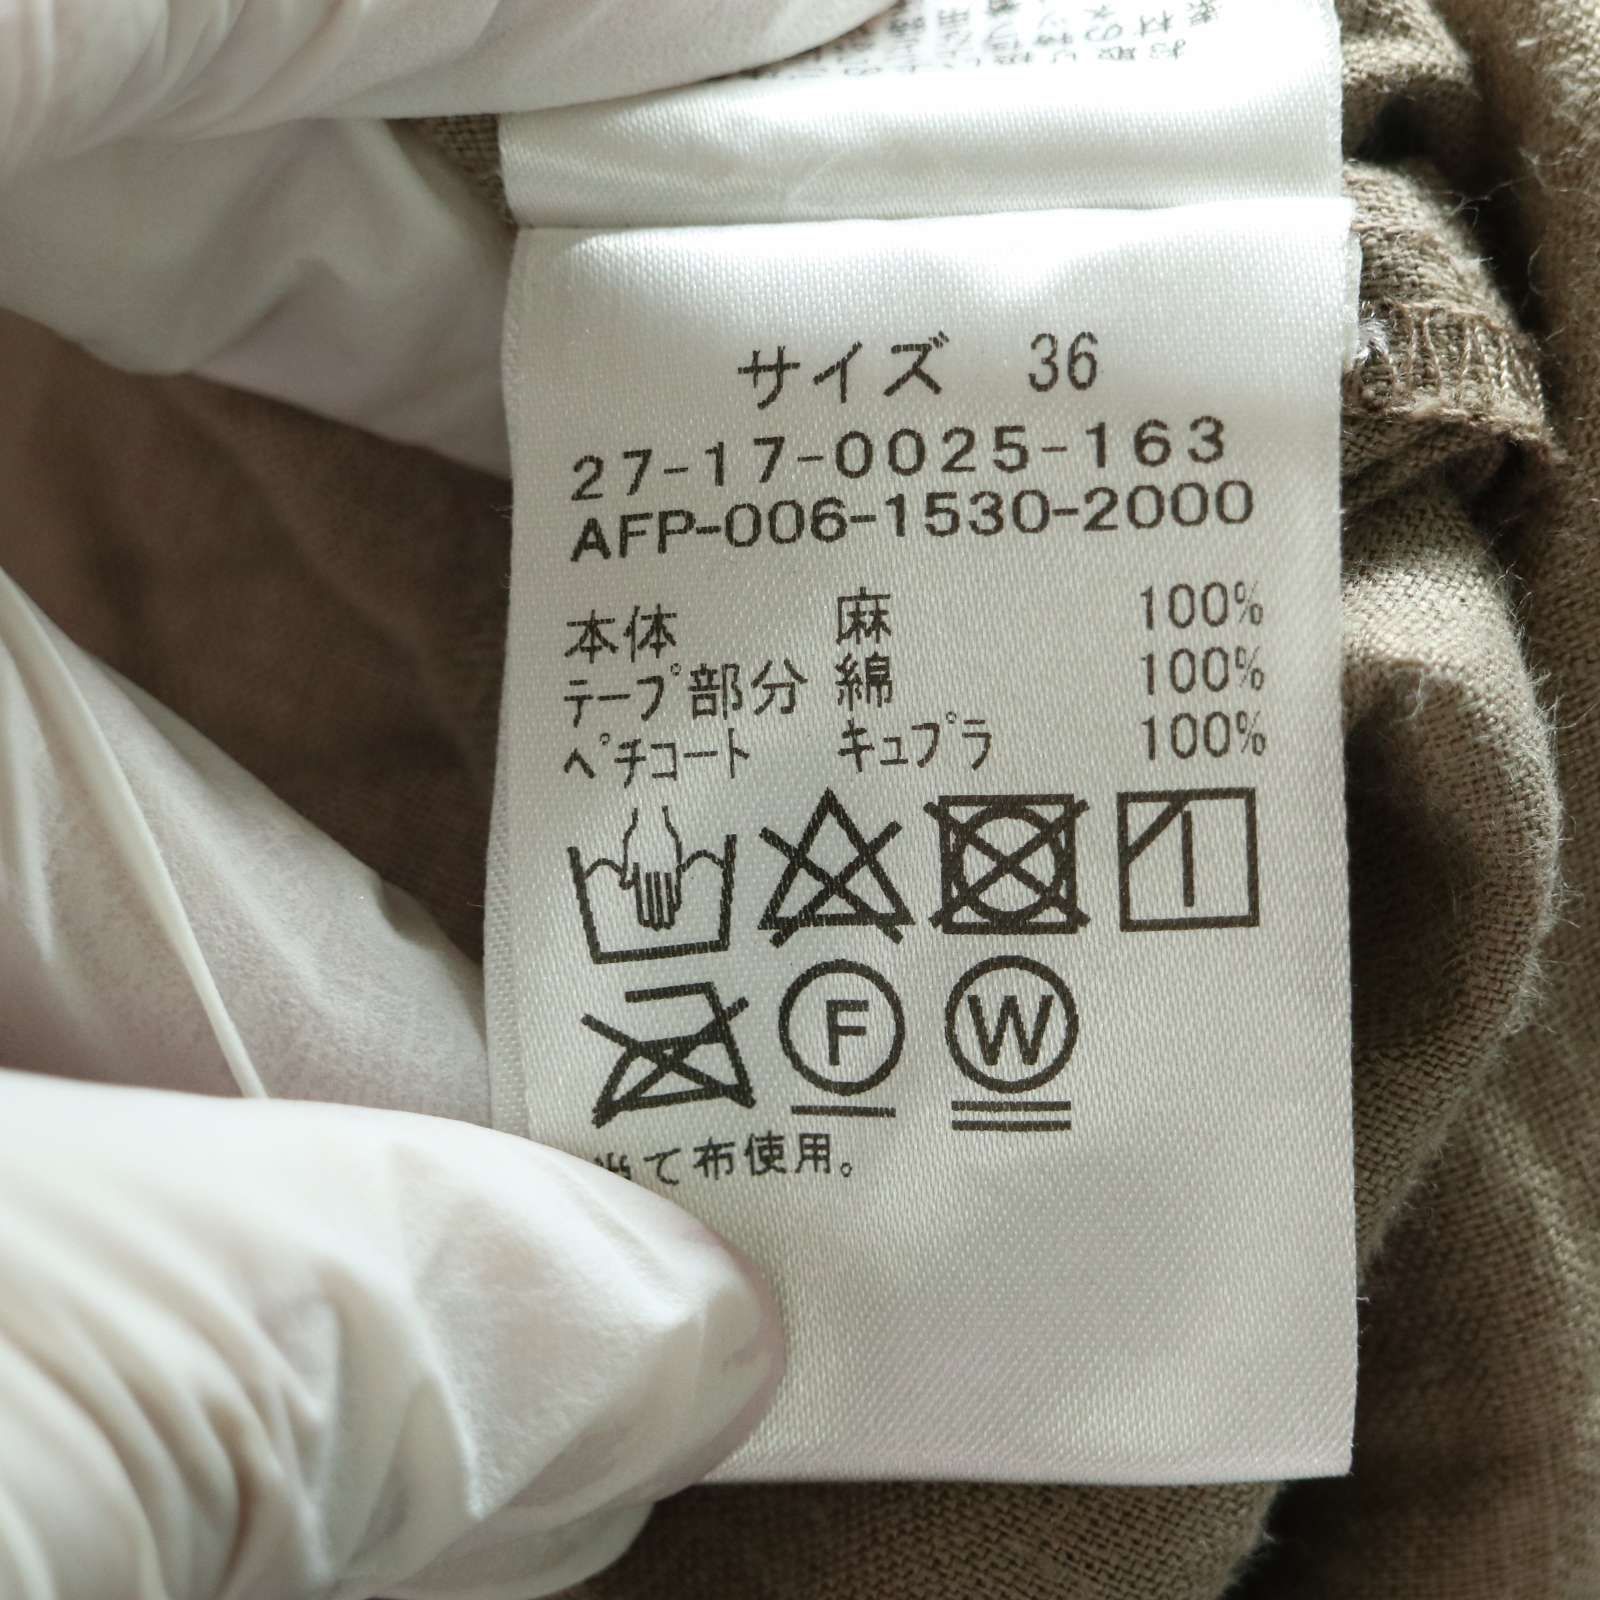 サイズ 36
27-17-0025-163
AFP-006-1530-2000
本体 麻 100%
テープ部分 綿 100%
ペチコート キュプラ 100%
F W
て布使用。